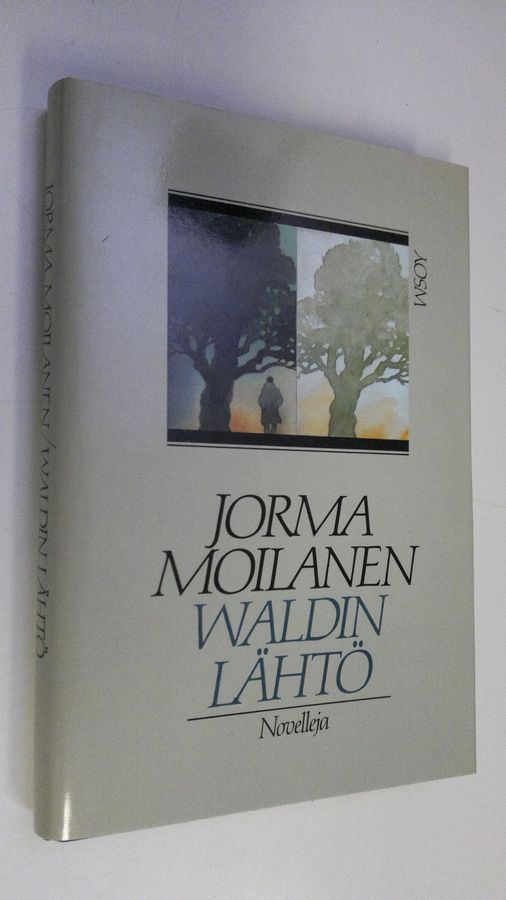 JORMA MOILANEN / WALDIN LÄHTÖ
WSOY
JORMA
MOILANEN
WALDIN
LÄHTÖ
Novelleja